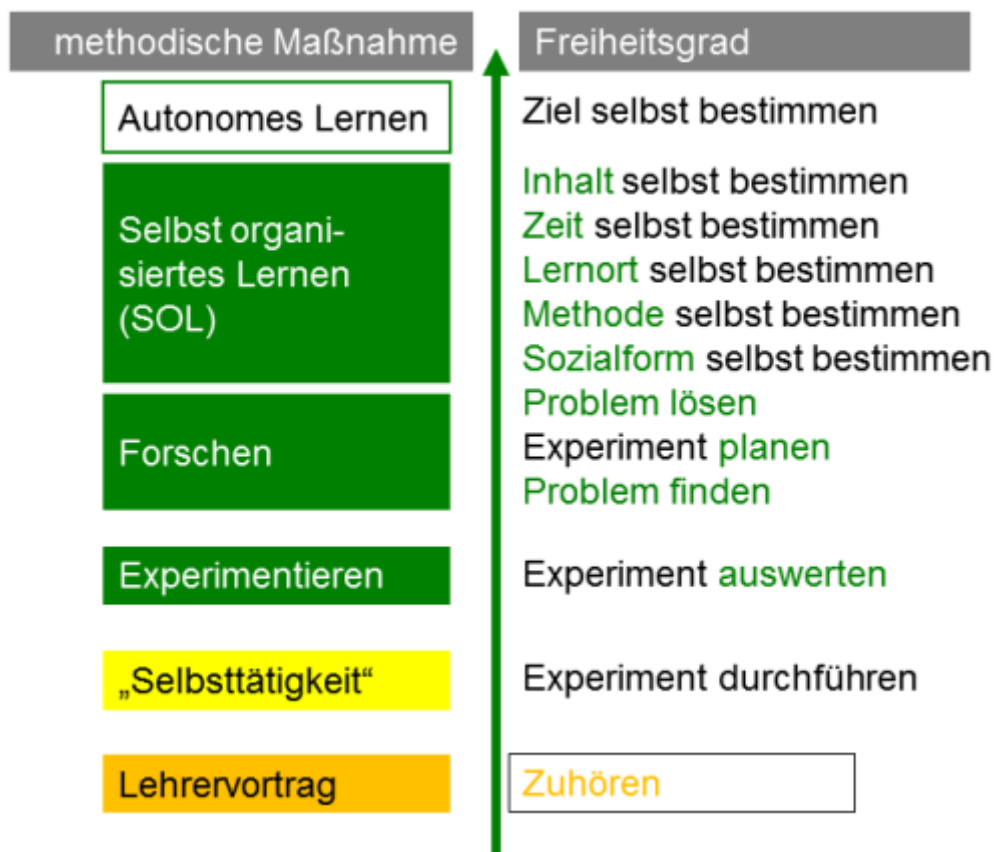 methodische Maßnahme Freiheitsgrad
Autonomes Lernen
Ziel selbst bestimmen
Selbst organi-
siertes Lernen
(SOL)
Inhalt selbst bestimmen
Zeit selbst bestimmen
Lernort selbst bestimmen
Methode selbst bestimmen
Sozialform selbst bestimmen
Forschen
Problem lösen
Experiment planen
Problem finden
Experimentieren
Experiment auswerten
„Selbsttätigkeit“
Experiment durchführen
Lehrervortrag
Zuhören